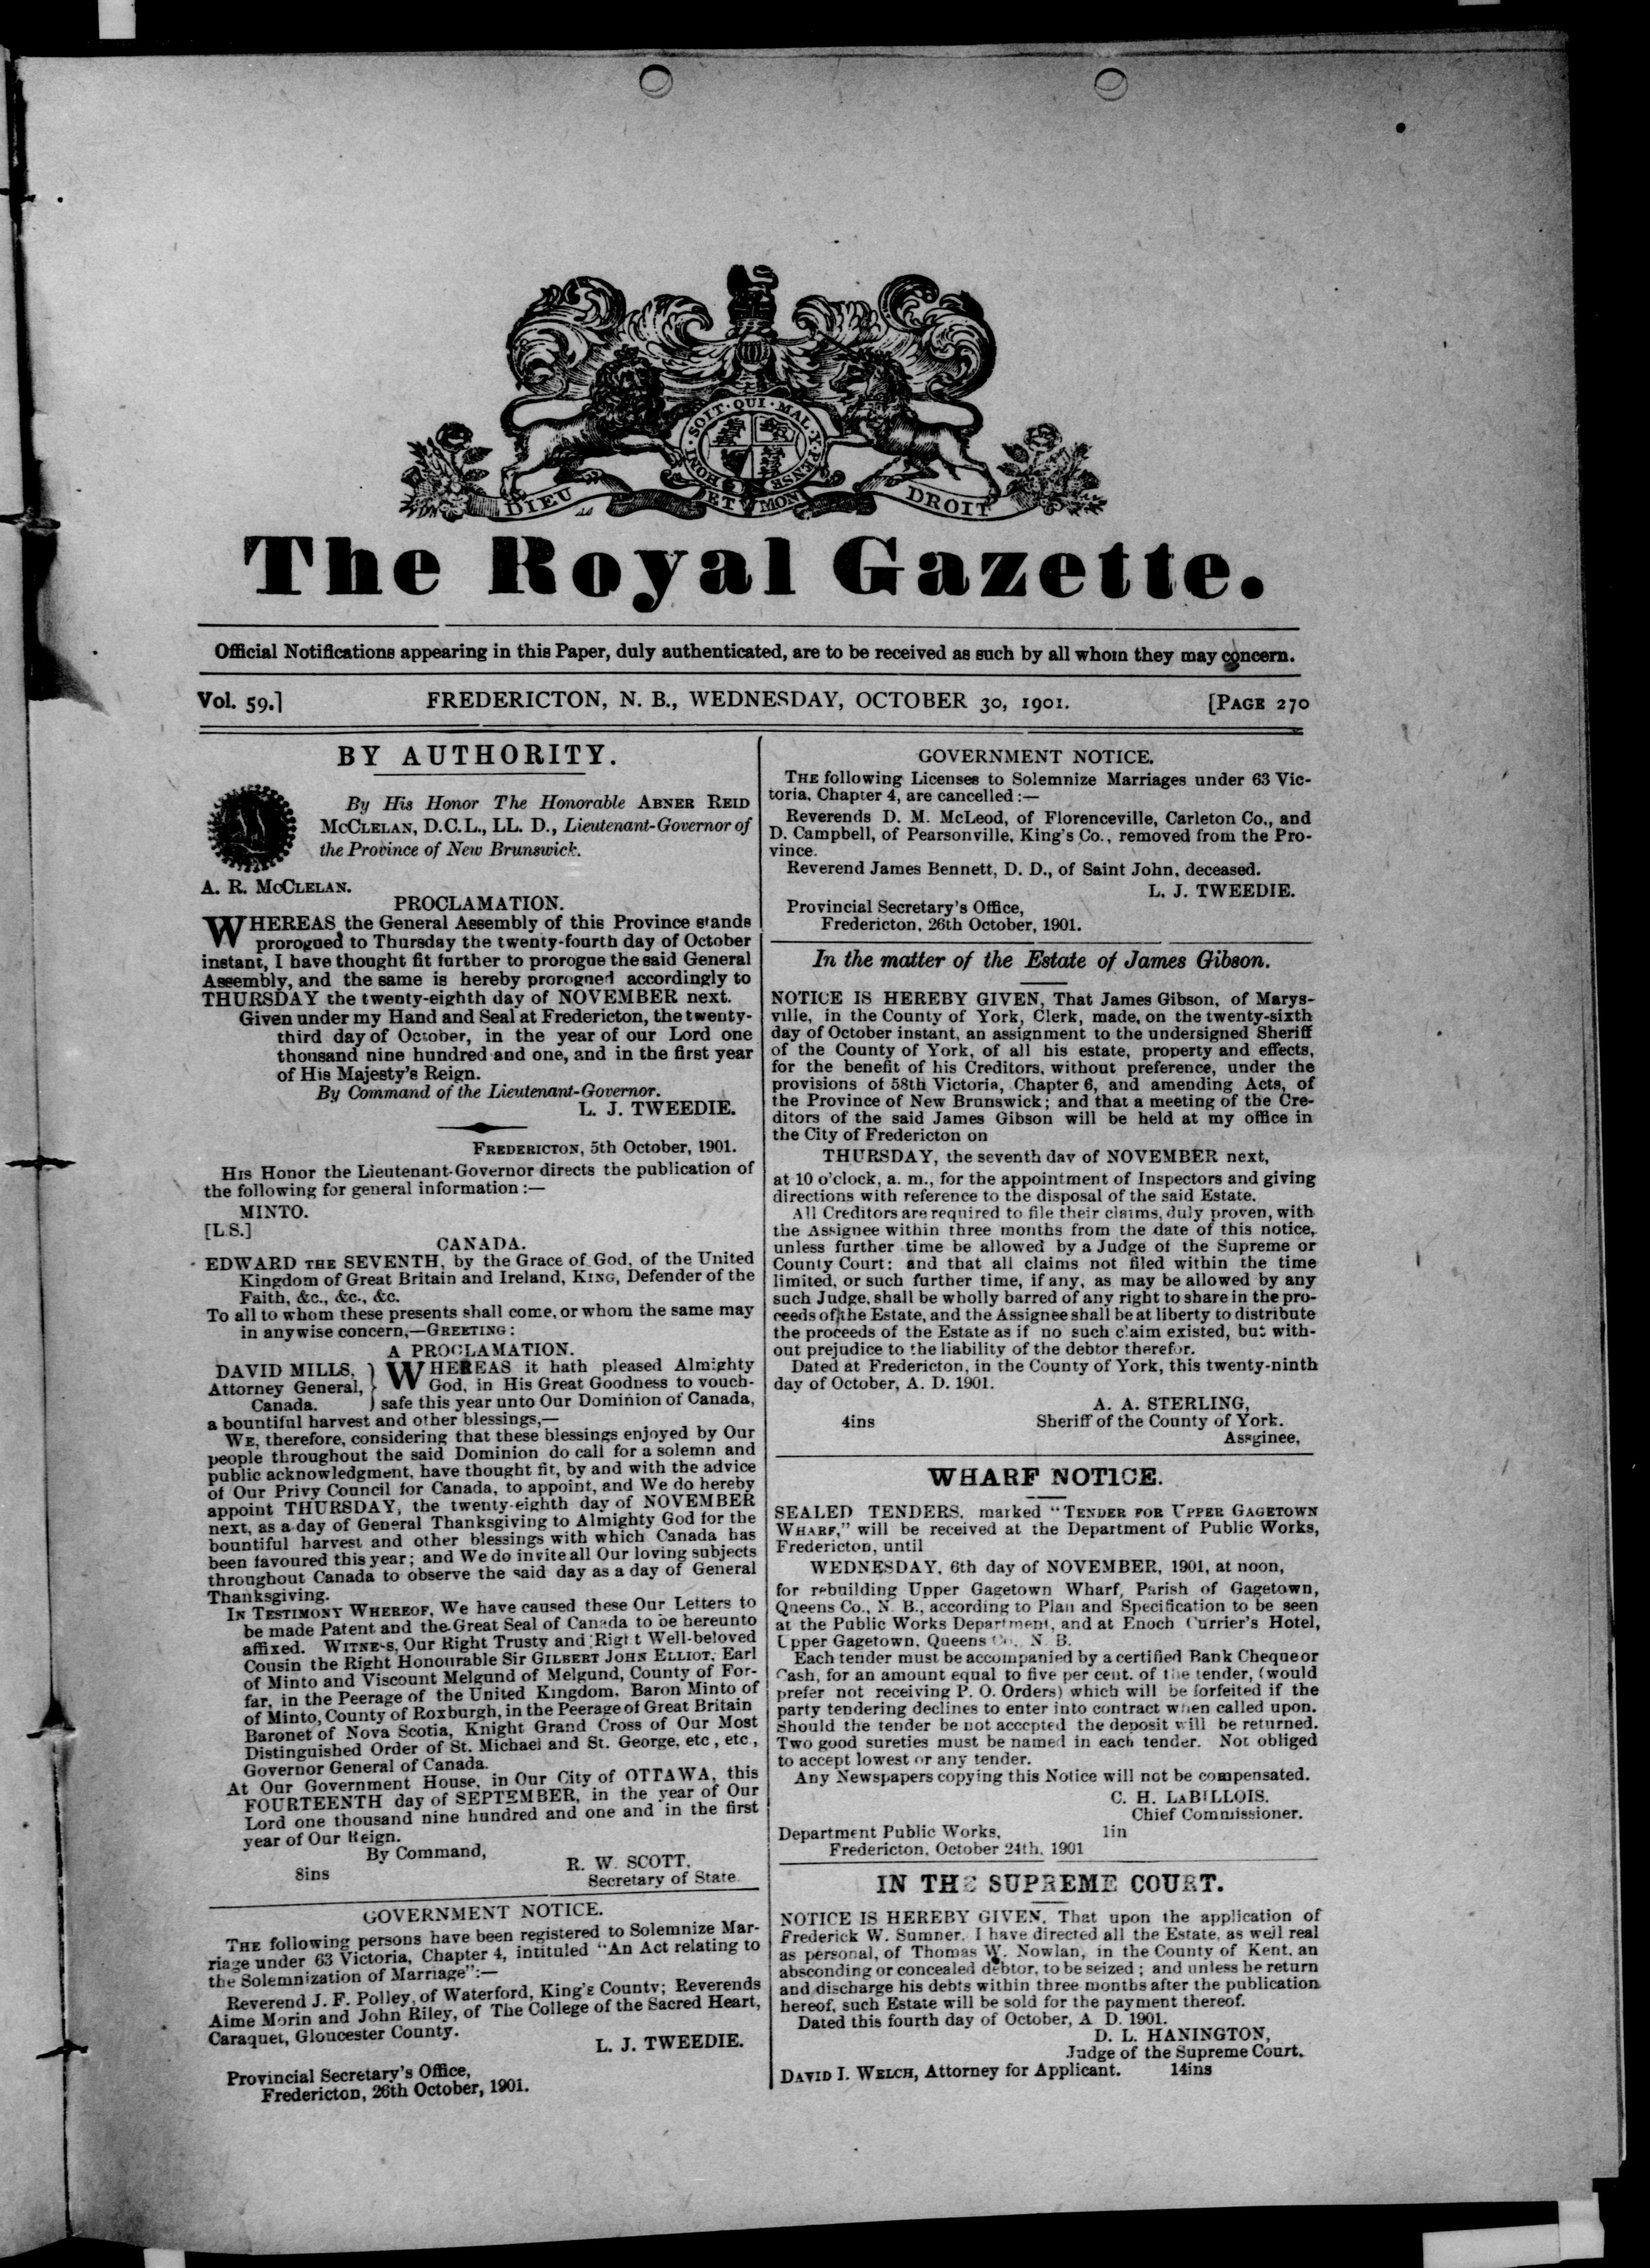 HONI · SOIT · QUI · MAL · Y · PENSE
DIEU ET MON DROIT
The Royal Gazette.
Official Notifications appearing in this Paper, duly authenticated, are to be received as such by all whom they may concern.
Vol. 59.] FREDERICTON, N. B., WEDNESDAY, OCTOBER 30, 1901. [PAGE 270
BY AUTHORITY.
By His Honor The Honorable ABNER REID
MCCLELAN, D.C.L., LL. D., Lieutenant-Governor of
the Province of New Brunswick.
A. R. MCCLELAN.
PROCLAMATION.
WHEREAS the General Assembly of this Province stands
prorogued to Thursday the twenty-fourth day of October
instant, I have thought fit further to prorogue the said General
Assembly, and the same is hereby prorogned accordingly to
THURSDAY the twenty-eighth day of NOVEMBER next.
Given under my Hand and Seal at Fredericton, the twenty-
third day of October, in the year of our Lord one
thousand nine hundred and one, and in the first year
of His Majesty's Reign.
By Command of the Lieutenant-Governor.
L. J. TWEEDIE.
FREDERICTON, 5th October, 1901.
HIS Honor the Lieutenant-Governor directs the publication of
the following for general information :—
MINTO.
[L.S.]
CANADA.
EDWARD THE SEVENTH, by the Grace of God, of the United
Kingdom of Great Britain and Ireland, KING, Defender of the
Faith, &c., &c., &c.
To all to whom these presents shall come, or whom the same may
in anywise concern,—GREETING :
A PROCLAMATION.
DAVID MILLS,
Attorney General,
Canada.
WHEREAS it hath pleased Almighty
God, in His Great Goodness to vouch-
safe this year unto Our Dominion of Canada,
a bountiful harvest and other blessings,—
WE, therefore, considering that these blessings enjoyed by Our
people throughout the said Dominion do call for a solemn and
public acknowledgment, have thought fit, by and with the advice
of Our Privy Council for Canada, to appoint, and We do hereby
appoint THURSDAY, the twenty-eighth day of NOVEMBER
next, as a day of General Thanksgiving to Almighty God for the
bountiful harvest and other blessings with which Canada has
been favoured this year; and We do invite all Our loving subjects
throughout Canada to observe the said day as a day of General
Thanksgiving.
IN TESTIMONY WHEREOF, We have caused these Our Letters to
be made Patent and the Great Seal of Canada to be hereunto
affixed. WITNESS, Our Right Trusty and Right Well-beloved
Cousin the Right Honourable Sir GILBERT JOHN ELLIOT, Earl
of Minto and Viscount Melgund of Melgund, County of For-
far, in the Peerage of the United Kingdom, Baron Minto of
of Minto, County of Roxburgh, in the Peerage of Great Britain
Baronet of Nova Scotia, Knight Grand Cross of Our Most
Distinguished Order of St. Michael and St. George, etc , etc ,
Governor General of Canada.
At Our Government House, in Our City of OTTAWA, this
FOURTEENTH day of SEPTEMBER, in the year of Our
Lord one thousand nine hundred and one and in the first
year of Our Reign.
By Command,
8ins R. W. SCOTT,
Secretary of State
GOVERNMENT NOTICE.
THE following persons have been registered to Solemnize Mar-
riage under 63 Victoria, Chapter 4, intituled "An Act relating to
the Solemnization of Marriage":—
Reverend J. F. Polley, of Waterford, King's County; Reverends
Aime Morin and John Riley, of The College of the Sacred Heart,
Caraquet, Gloucester County.
L. J. TWEEDIE.
Provincial Secretary's Office,
Fredericton, 26th October, 1901.
GOVERNMENT NOTICE.
THE following Licenses to Solemnize Marriages under 63 Vic-
toria, Chapter 4, are cancelled :—
Reverends D. M. McLeod, of Florenceville, Carleton Co., and
D. Campbell, of Pearsonville, King's Co., removed from the Pro-
vince.
Reverend James Bennett, D. D., of Saint John, deceased.
L. J. TWEEDIE.
Provincial Secretary's Office,
Fredericton, 26th October, 1901.
In the matter of the Estate of James Gibson.
NOTICE IS HEREBY GIVEN, That James Gibson, of Marys-
ville, in the County of York, Clerk, made, on the twenty-sixth
day of October instant, an assignment to the undersigned Sheriff
of the County of York, of all his estate, property and effects,
for the benefit of his Creditors, without preference, under the
provisions of 58th Victoria, Chapter 6, and amending Acts, of
the Province of New Brunswick; and that a meeting of the Cre-
ditors of the said James Gibson will be held at my office in
the City of Fredericton on
THURSDAY, the seventh day of NOVEMBER next,
at 10 o'clock, a. m., for the appointment of Inspectors and giving
directions with reference to the disposal of the said Estate.
All Creditors are required to file their claims, duly proven, with
the Assignee within three months from the date of this notice,
unless further time be allowed by a Judge of the Supreme or
County Court: and that all claims not filed within the time
limited, or such further time, if any, as may be allowed by any
such Judge, shall be wholly barred of any right to share in the pro-
ceeds of the Estate, and the Assignee shall be at liberty to distribute
the proceeds of the Estate as if no such claim existed, but with-
out prejudice to the liability of the debtor therefor.
Dated at Fredericton, in the County of York, this twenty-ninth
day of October, A. D. 1901.
A. A. STERLING,
4ins Sheriff of the County of York.
Assginee.
WHARF NOTICE.
SEALED TENDERS, marked "TENDER FOR UPPER GAGETOWN
WHARF," will be received at the Department of Public Works,
Fredericton, until
WEDNESDAY, 6th day of NOVEMBER, 1901, at noon,
for rebuilding Upper Gagetown Wharf, Parish of Gagetown,
Queens Co., N. B., according to Plan and Specification to be seen
at the Public Works Department, and at Enoch Currier's Hotel,
Upper Gagetown, Queens Co., N. B.
Each tender must be accompanied by a certified Bank Cheque or
Cash, for an amount equal to five per cent. of the tender, (would
prefer not receiving P. O. Orders) which will be forfeited if the
party tendering declines to enter into contract when called upon.
Should the tender be not accepted the deposit will be returned.
Two good sureties must be named in each tender. Not obliged
to accept lowest or any tender.
Any Newspapers copying this Notice will not be compensated.
C. H. LABILLOIS.
Chief Commissioner.
Department Public Works, 1in
Fredericton, October 24th, 1901
IN THE SUPREME COURT.
NOTICE IS HEREBY GIVEN, That upon the application of
Frederick W. Sumner, I have directed all the Estate, as well real
as personal, of Thomas W. Nowlan, in the County of Kent, an
absconding or concealed debtor, to be seized ; and unless he return
and discharge his debts within three months after the publication
hereof, such Estate will be sold for the payment thereof.
Dated this fourth day of October, A. D. 1901.
D. L. HANINGTON,
Judge of the Supreme Court.
DAVID I. WELCH, Attorney for Applicant. 14ins